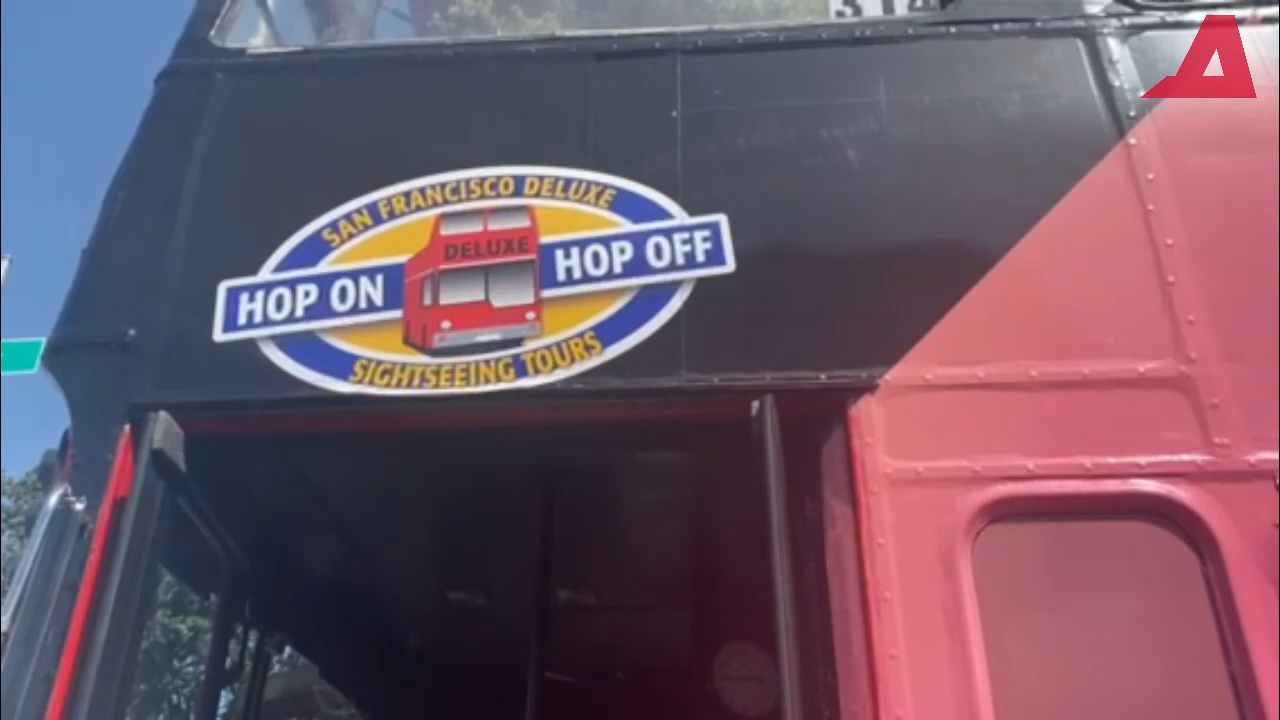 SAN FRANCISCO DELUXE
DELUXE
HOP ON HOP OFF
SIGHTSEEING TOURS